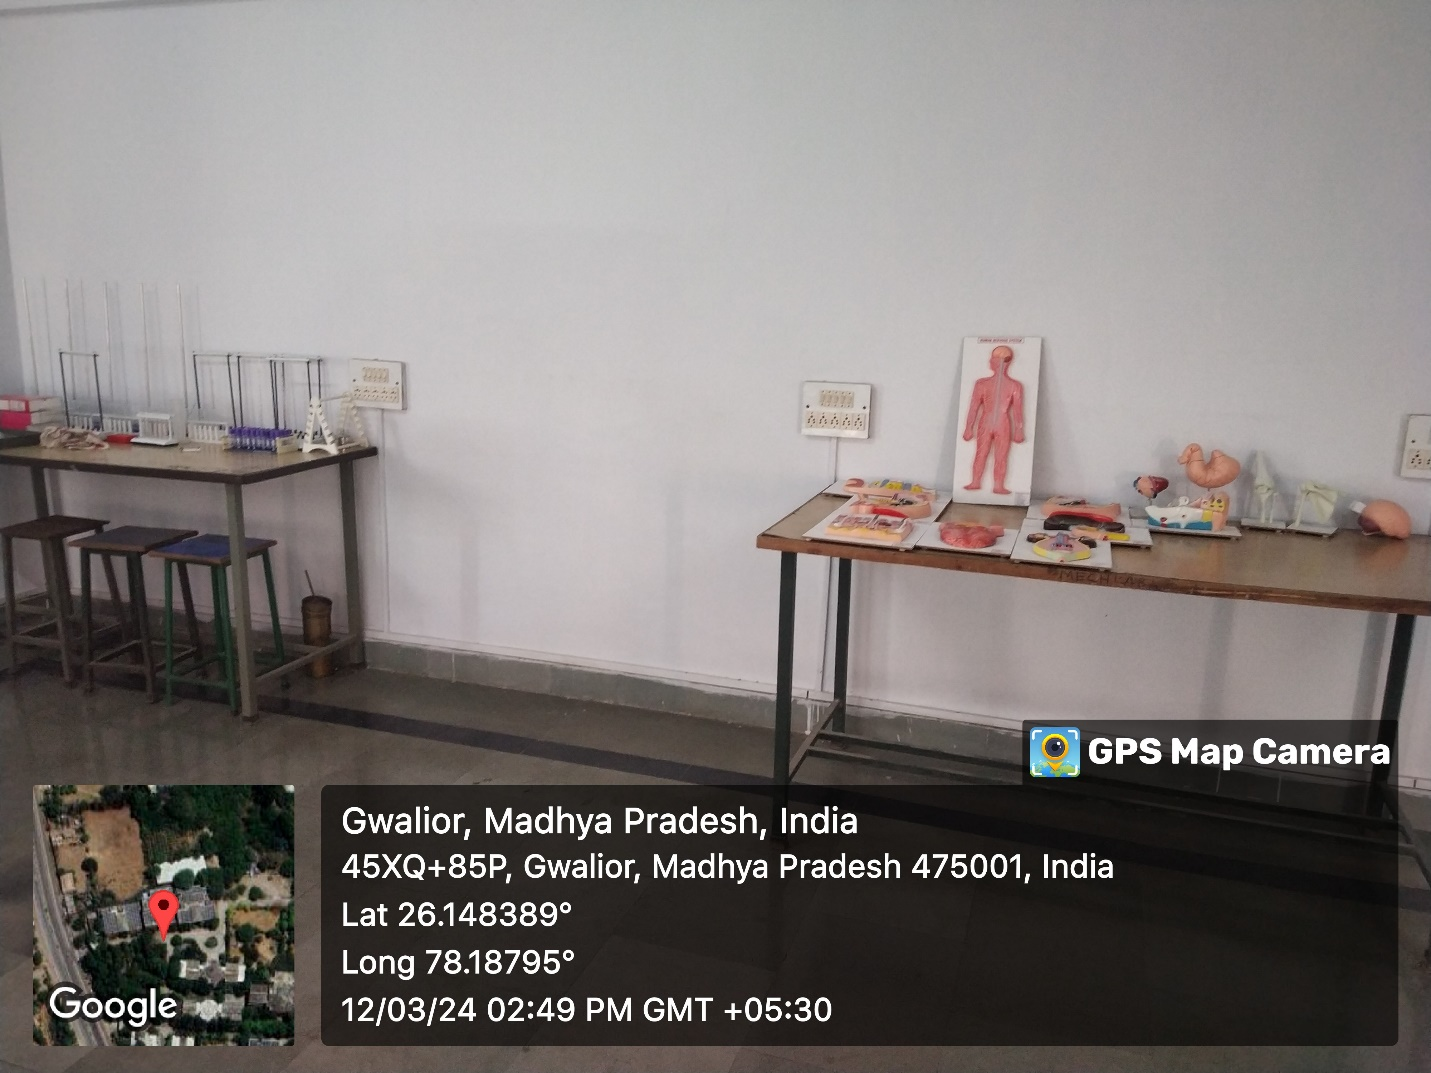 GPS Map Camera
Gwalior, Madhya Pradesh, India
45XQ+85P, Gwalior, Madhya Pradesh 475001, India
Lat 26.148389°
Long 78.18795°
12/03/24 02:49 PM GMT +05:30
Google